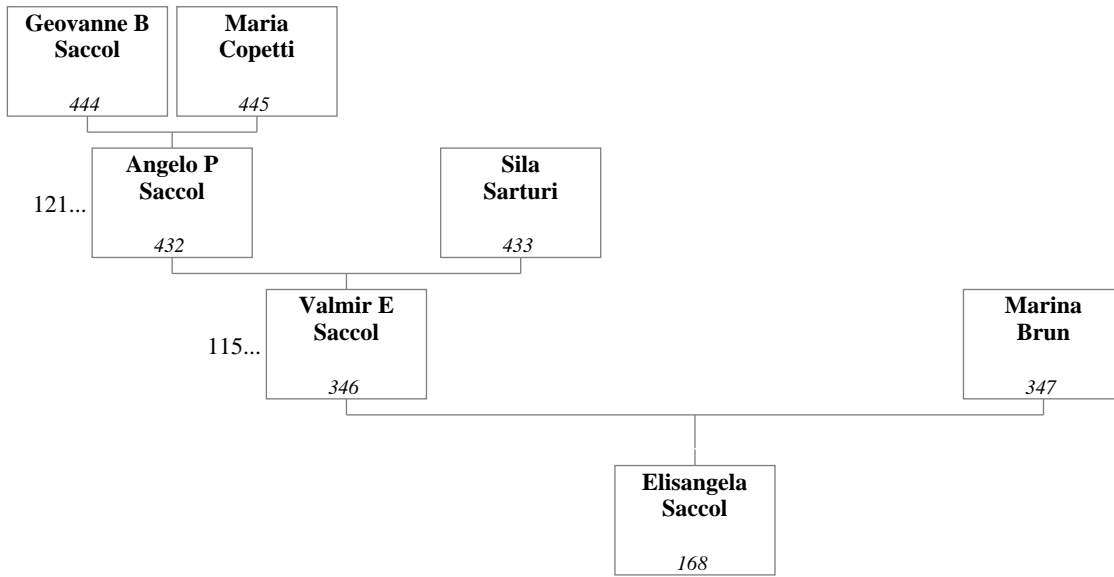 Geovanne B
Saccol
444
Maria
Copetti
445
121...
Angelo P
Saccol
432
Sila
Sarturi
433
115...
Valmir E
Saccol
346
Marina
Brun
347
Elisangela
Saccol
168